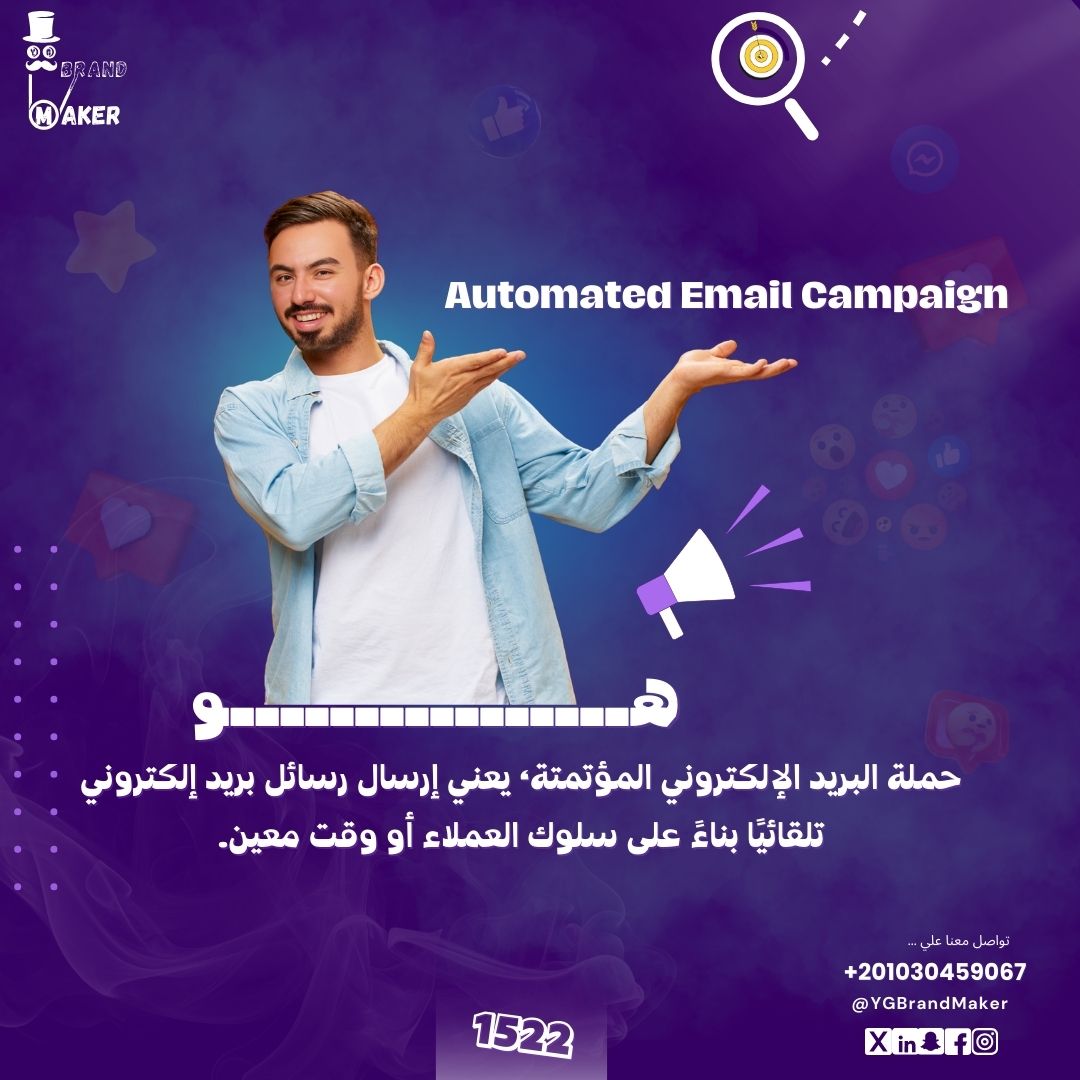 BRAND
MAKER
Automated Email Campaign
هـــــــــــــــــــــو
حملة البريد الإلكتروني المؤتمتة، يعني إرسال رسائل بريد إلكتروني
تلقائيًا بناءً على سلوك العملاء أو وقت معين.
تواصل معنا علي ...
+201030459067
@YGBrandMaker
1522